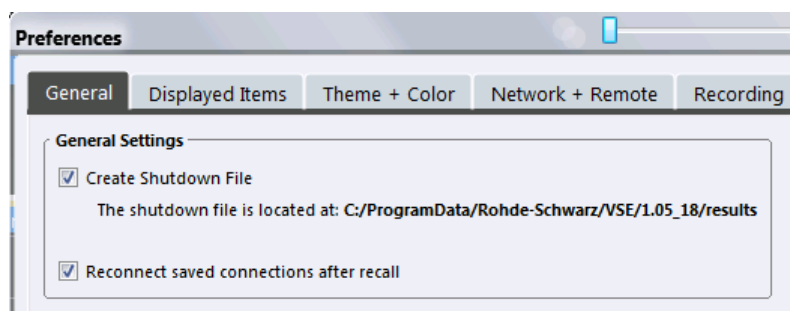 Preferences
General Displayed Items Theme + Color Network + Remote Recording
General Settings
Create Shutdown File
The shutdown file is located at: C:/ProgramData/Rohde-Schwarz/VSE/1.05_18/results
Reconnect saved connections after recall